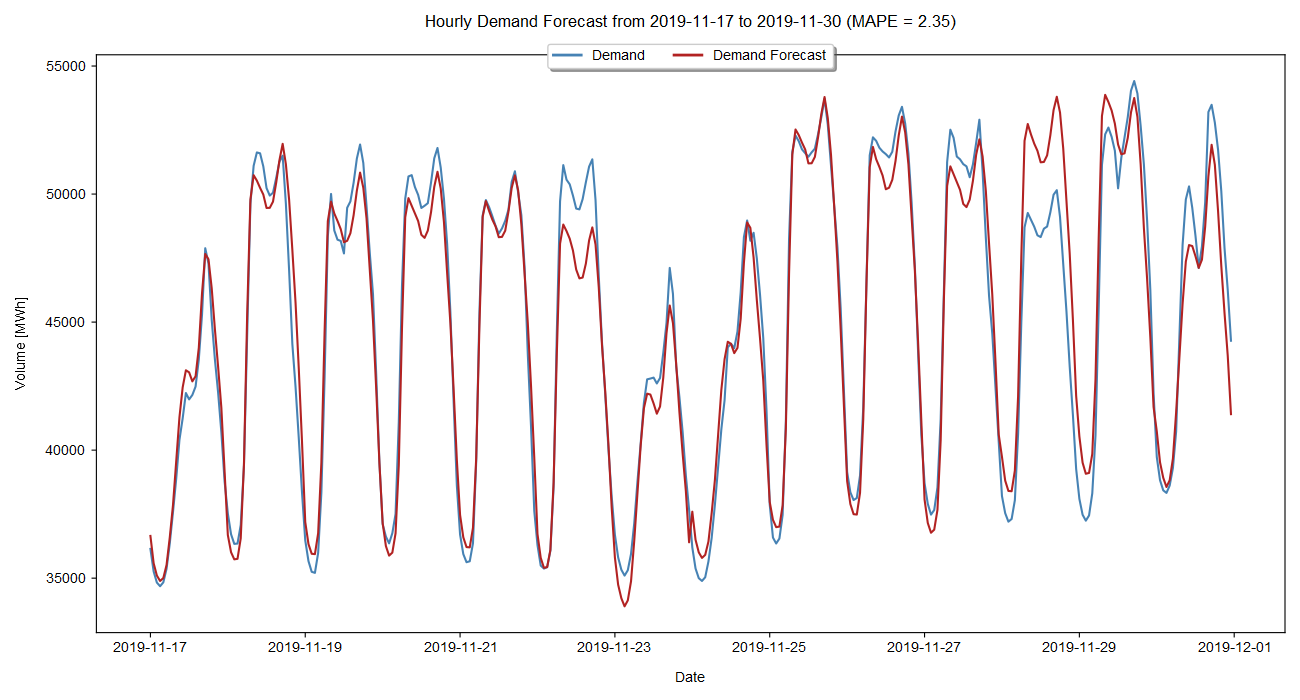 Hourly Demand Forecast from 2019-11-17 to 2019-11-30 (MAPE = 2.35)
Demand
Demand Forecast
55000
50000
45000
40000
35000
Volume [MWh]
2019-11-17
2019-11-19
2019-11-21
2019-11-23
2019-11-25
2019-11-27
2019-11-29
2019-12-01
Date